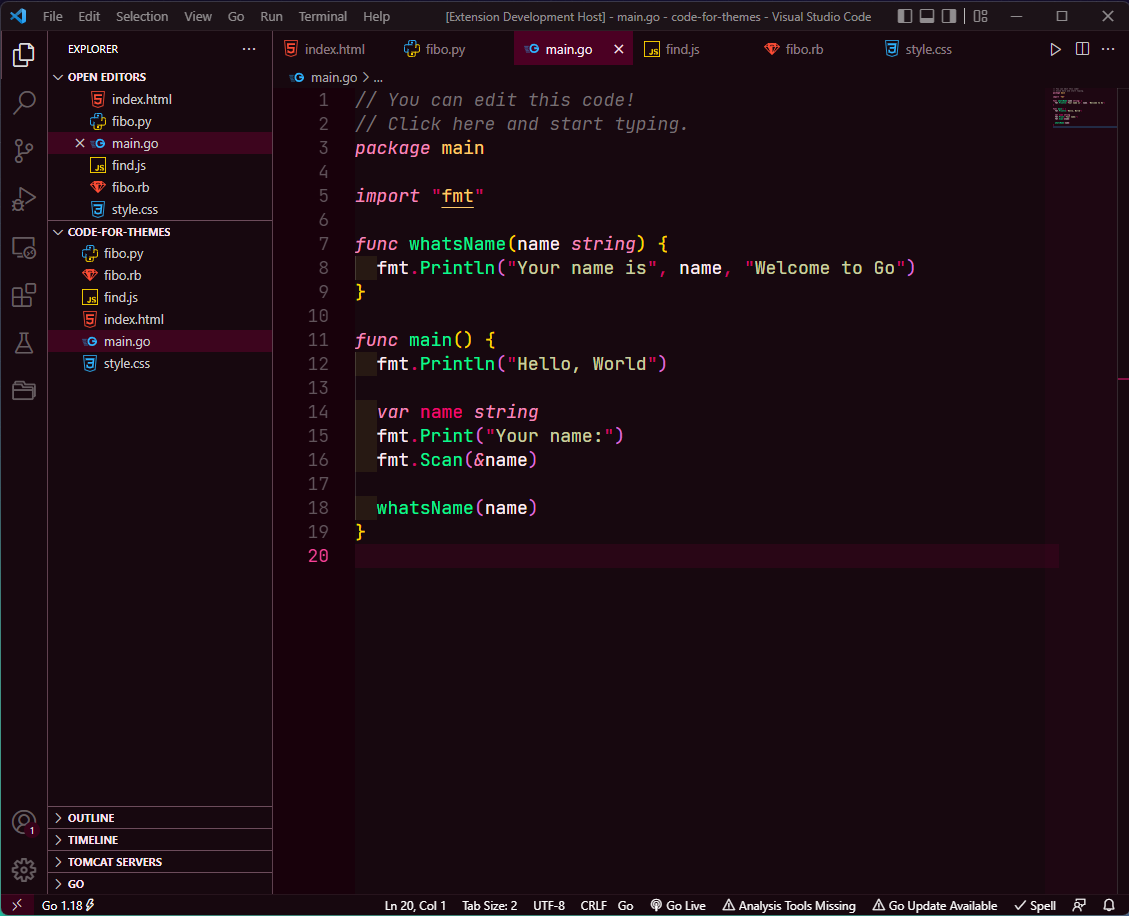 File Edit Selection View Go Run Terminal Help [Extension Development Host] - main.go - code-for-themes - Visual Studio Code
EXPLORER
OPEN EDITORS
index.html
fibo.py
main.go
find.js
fibo.rb
style.css
CODE-FOR-THEMES
fibo.py
fibo.rb
find.js
index.html
main.go
style.css
OUTLINE
TIMELINE
TOMCAT SERVERS
GO
1
index.html fibo.py main.go find.js fibo.rb style.css
main.go > ...
1 // You can edit this code!
2 // Click here and start typing.
3 package main
4
5 import "fmt"
6
7 func whatsName(name string) {
8   fmt.Println("Your name is", name, "Welcome to Go")
9 }
10
11 func main() {
12   fmt.Println("Hello, World")
13
14   var name string
15   fmt.Print("Your name:")
16   fmt.Scan(&name)
17
18   whatsName(name)
19 }
20
Go 1.18 Ln 20, Col 1 Tab Size: 2 UTF-8 CRLF Go Go Live Analysis Tools Missing Go Update Available Spell